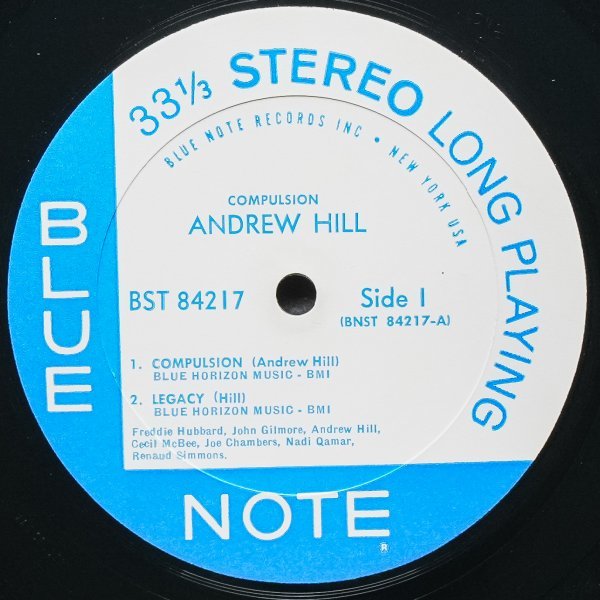 33⅓ STEREO LONG PLAYING
BLUE NOTE RECORDS INC • NEW YORK USA
COMPULSION
ANDREW HILL
BST 84217
Side 1
(BNST 84217-A)
1. COMPULSION (Andrew Hill)
BLUE HORIZON MUSIC - BMI
2. LEGACY (Hill)
BLUE HORIZON MUSIC - BMI
Freddie Hubbard, John Gilmore, Andrew Hill,
Cecil McBee, Joe Chambers, Nadi Qamar,
Renaud Simmons.
BLUE
NOTE
®